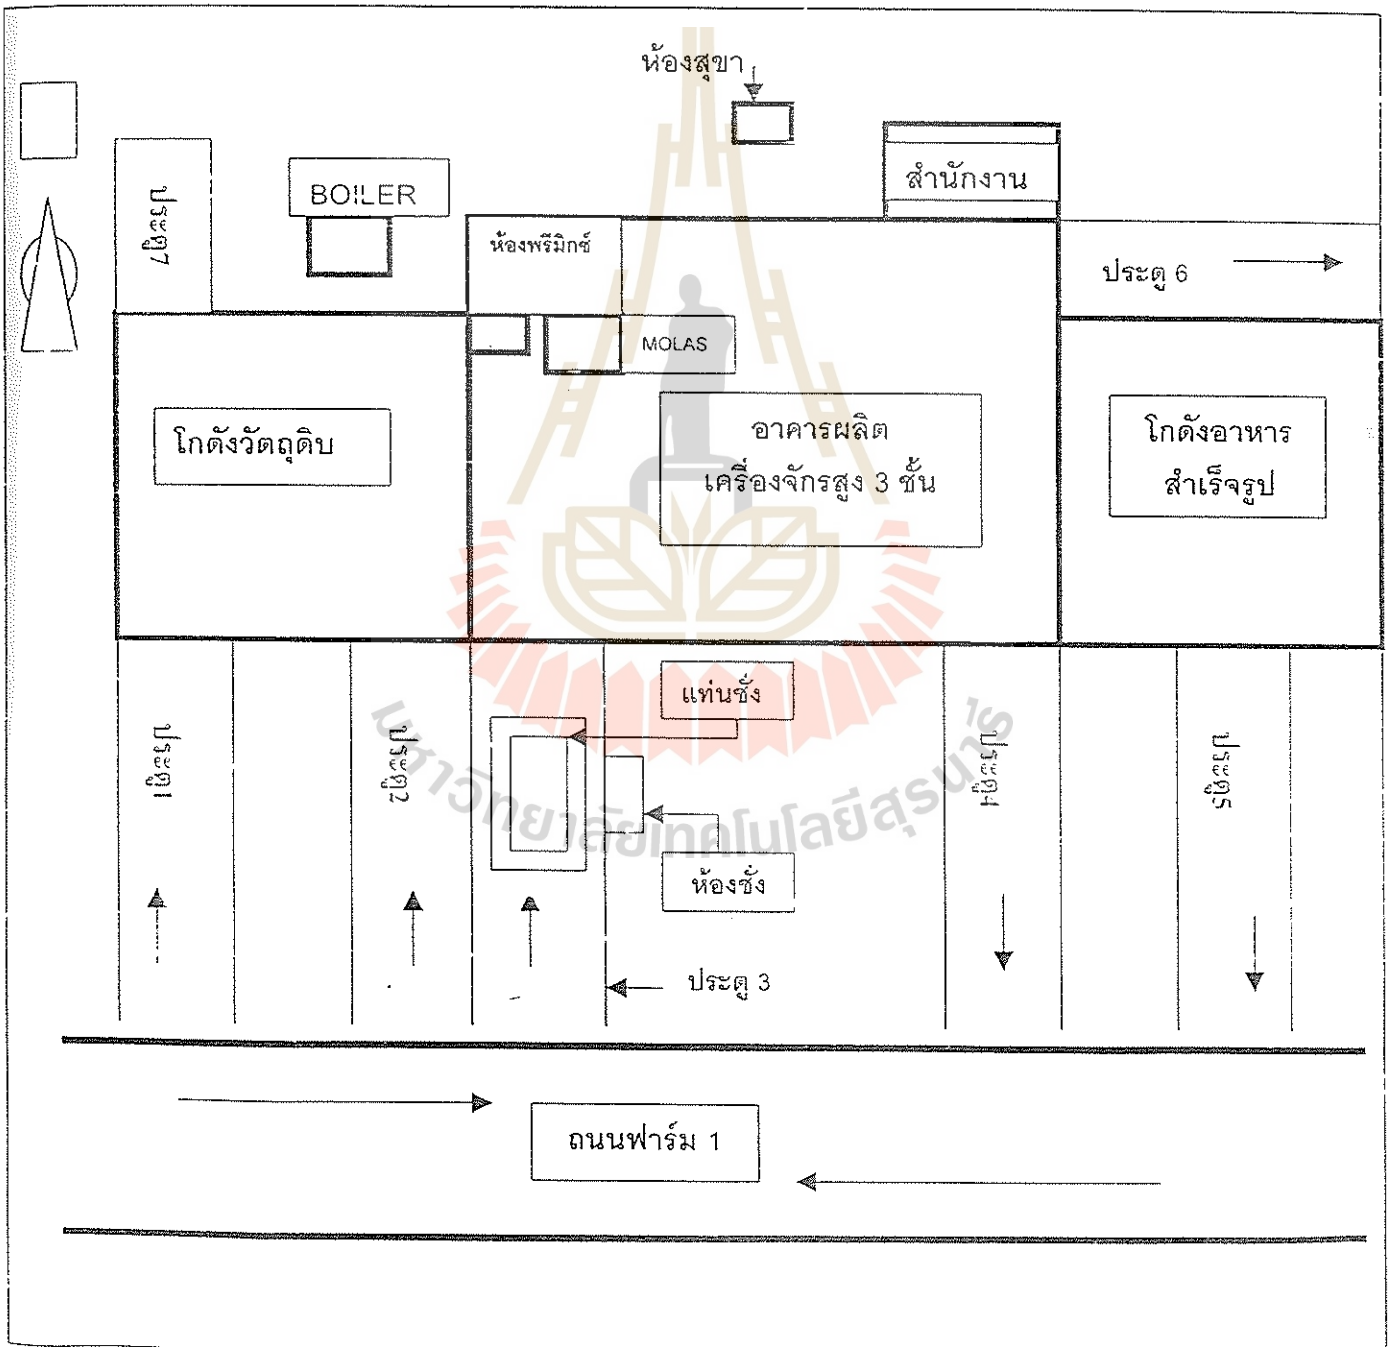 ห้องสุขา
สำนักงาน
BOILER
ประตู7
ห้องพรีมิกซ์
ประตู 6
MOLAS
โกดังวัตถุดิบ
อาคารผลิต
เครื่องจักรสูง 3 ชั้น
โกดังอาหาร
สำเร็จรูป
แท่นชั่ง
ประตู1
ประตู2
ประตู4
ประตู5
มหาวิทยาลัยเทคโนโลยีสุรนารี
ห้องชั่ง
ประตู 3
ถนนฟาร์ม 1